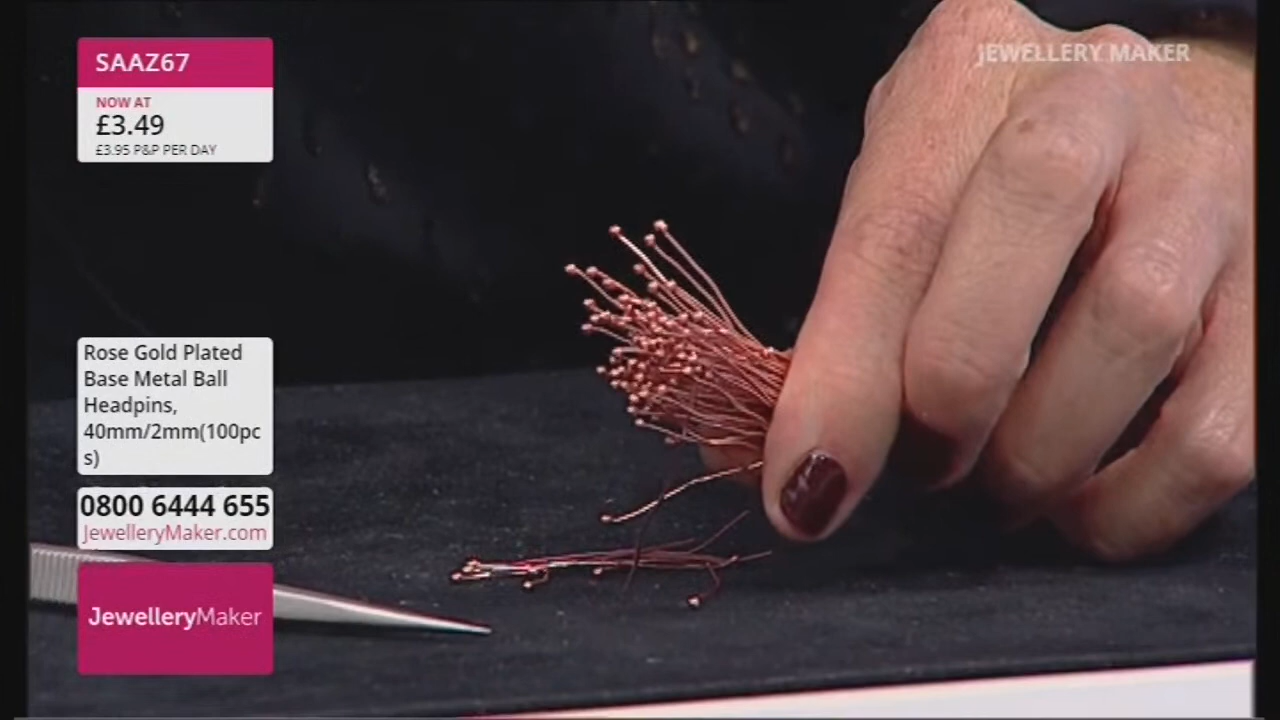 SAAZ67
NOW AT
£3.49
£3.95 P&P PER DAY
JEWELLERY MAKER
Rose Gold Plated
Base Metal Ball
Headpins,
40mm/2mm(100pc
s)
0800 6444 655
JewelleryMaker.com
JewelleryMaker